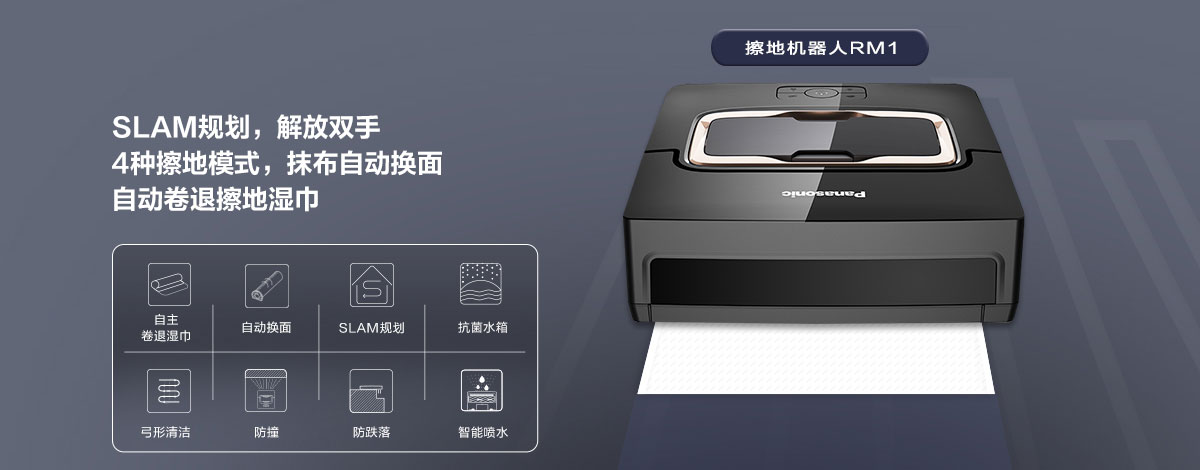 擦地机器人RM1
SLAM规划，解放双手
4种擦地模式，抹布自动换面
自动卷退擦地湿巾
Panasonic
自主
卷退湿巾
自动换面
SLAM规划
抗菌水箱
弓形清洁
防撞
防跌落
智能喷水